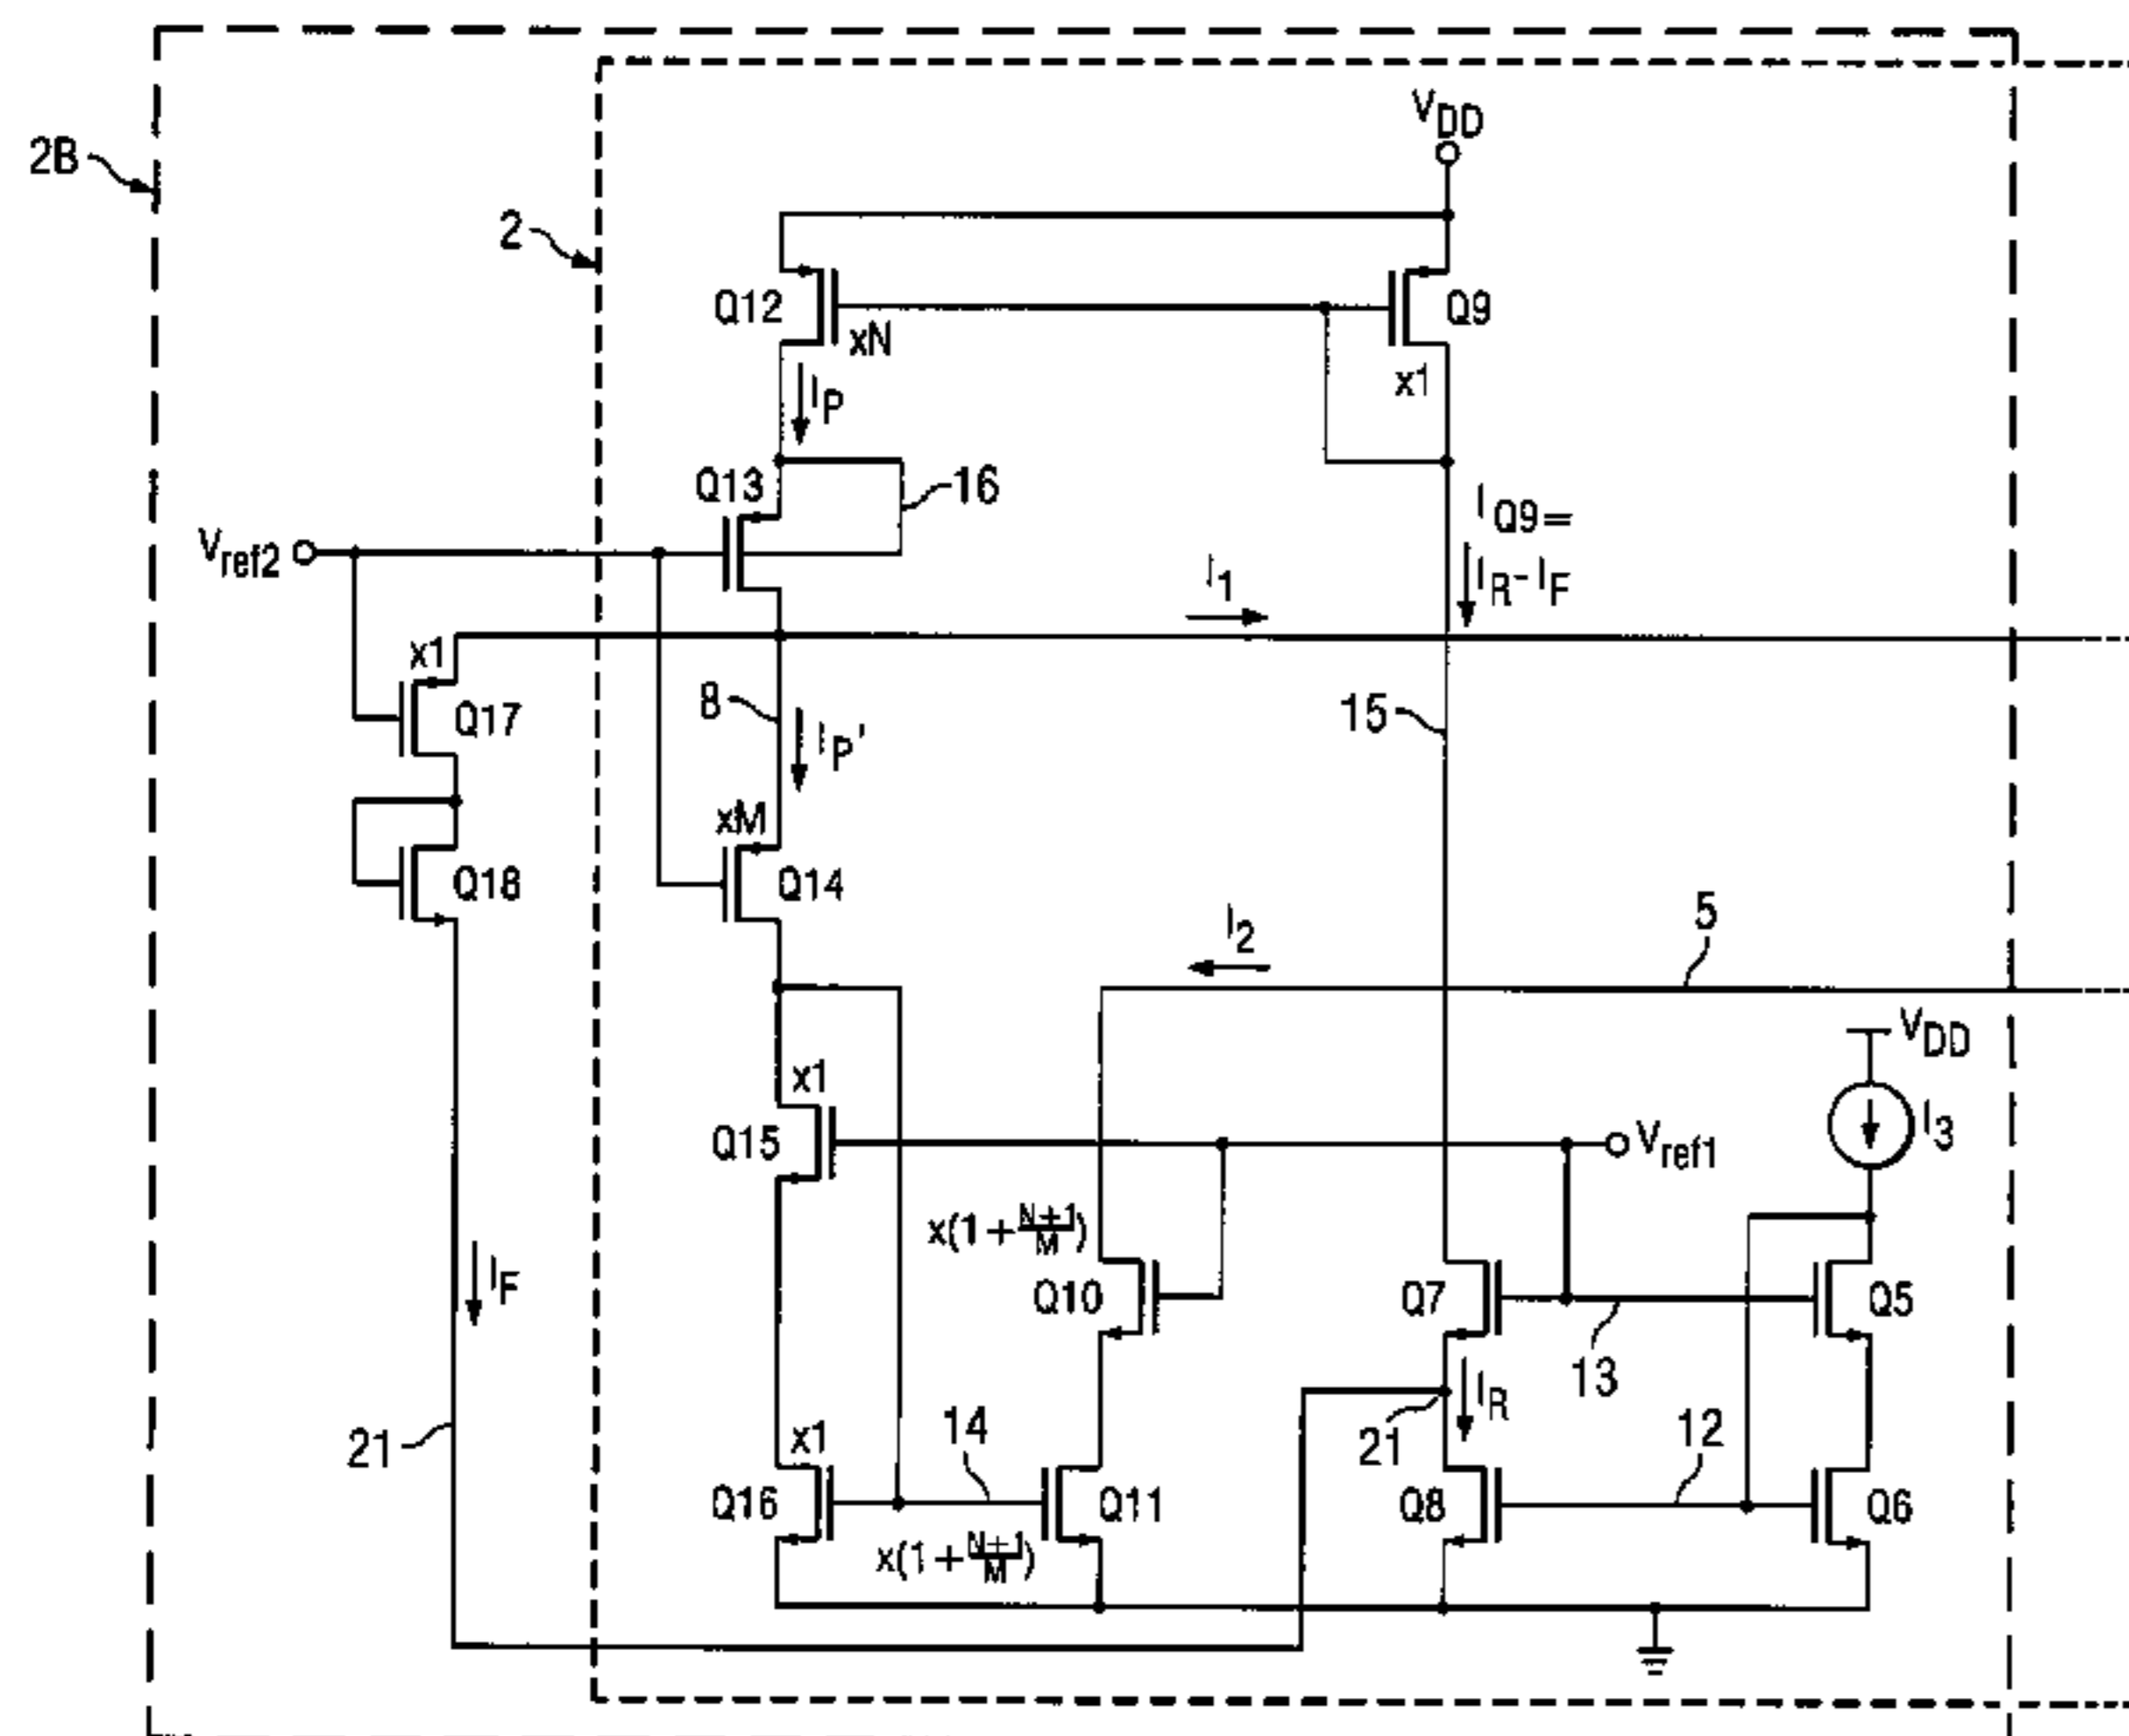 2B
2
VDD
Q12
xN
Q9
x1
IP
Q13
16
Vref2
IQ9=
IR-IF
I1
x1
Q17
8
IP'
15
xM
Q14
Q18
I2
5
VDD
I3
x1
Q15
Vref1
x(1+N+1/M)
Q10
Q7
Q5
13
IF
IR
21
21
12
x1
14
Q16
Q11
Q8
Q6
x(1+N+1/M)